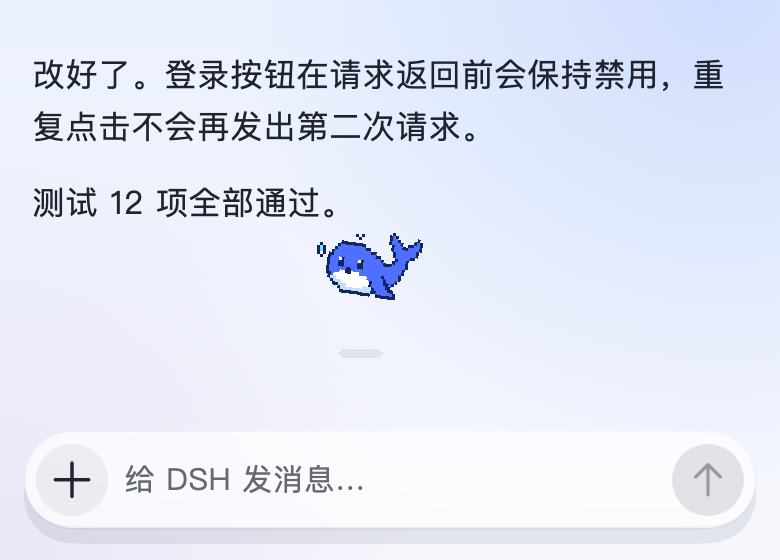 改好了。登录按钮在请求返回前会保持禁用，重
复点击不会再发出第二次请求。
测试 12 项全部通过。
给 DSH 发消息...